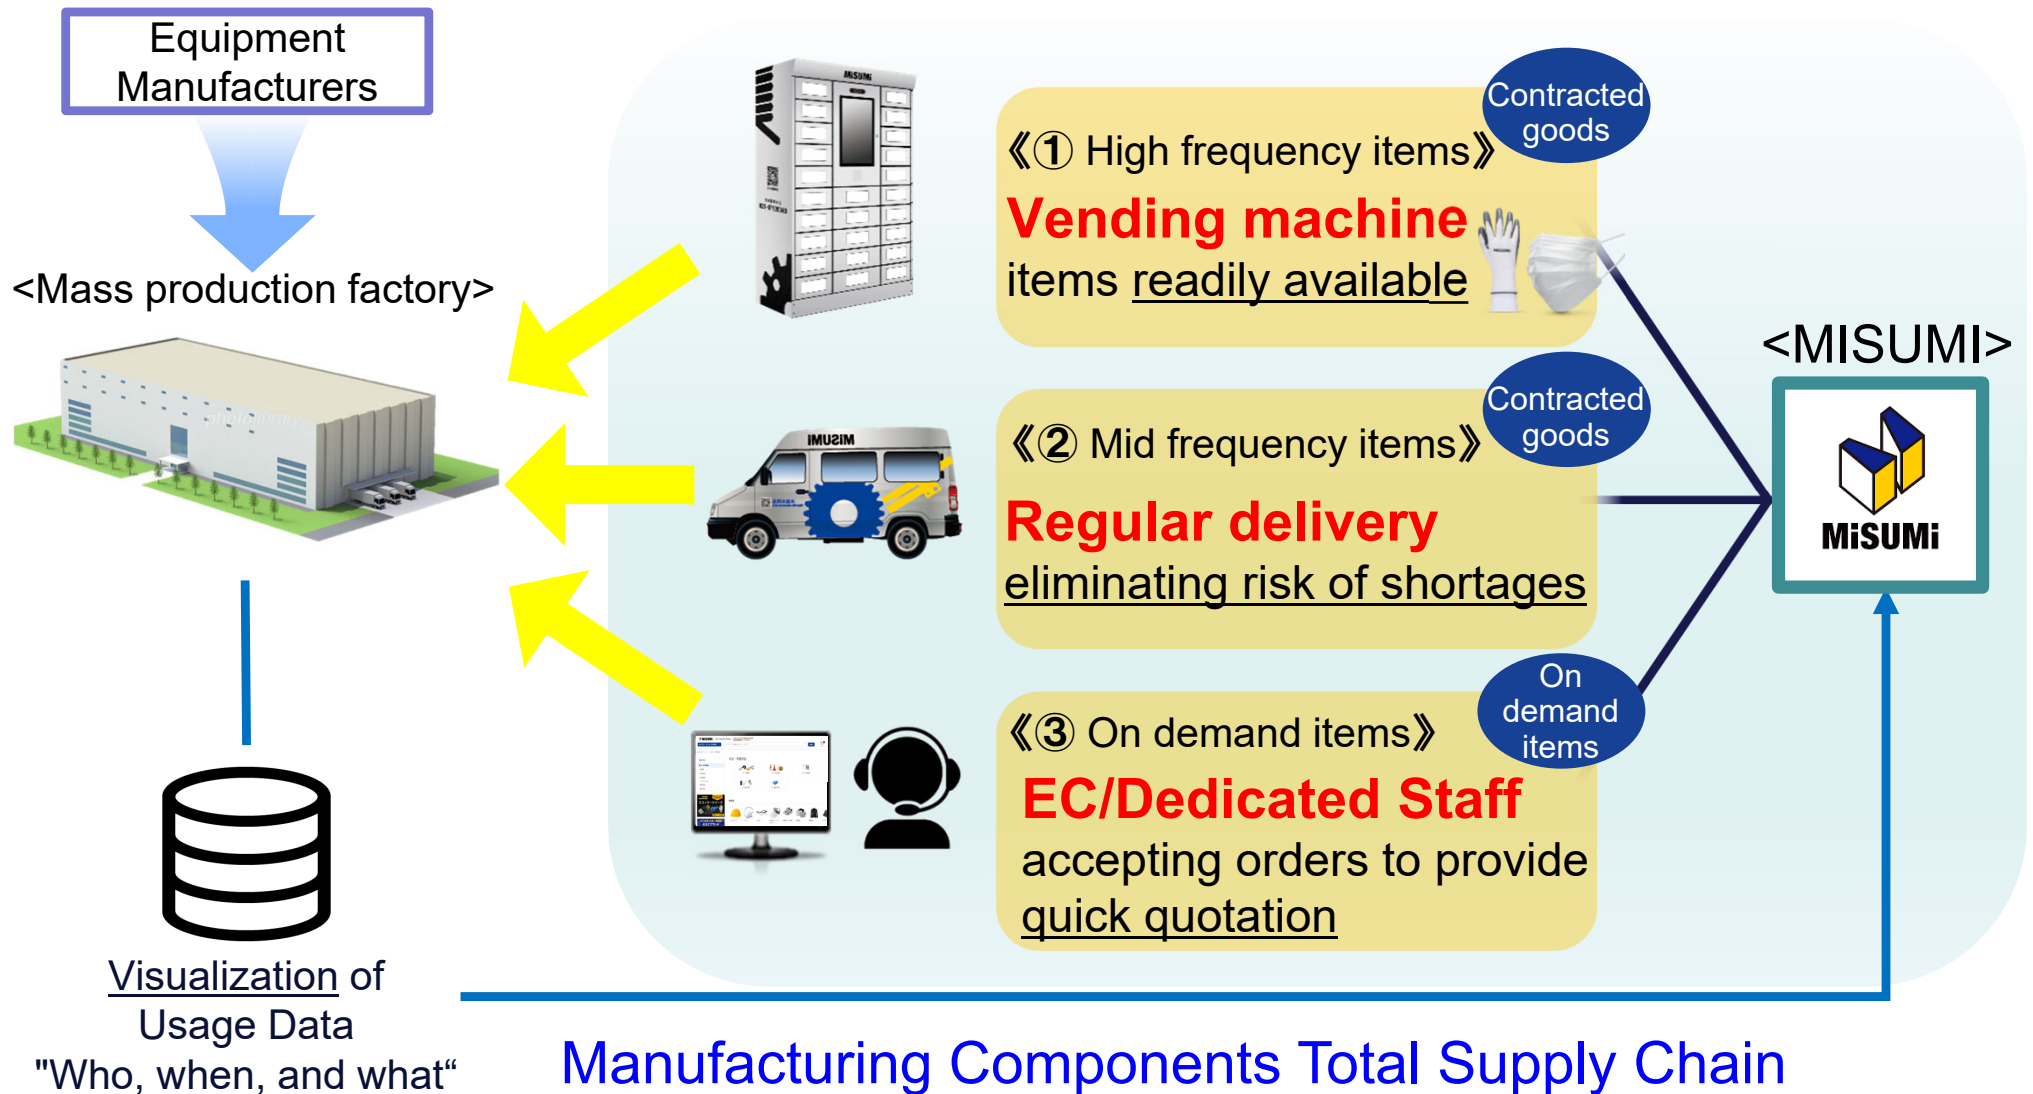 Equipment
Manufacturers
<Mass production factory>
photolibrary
MiSUMi
MISUMI
Contracted
goods
《① High frequency items》
Vending machine
items readily available
Contracted
goods
《② Mid frequency items》
Regular delivery
eliminating risk of shortages
On
demand
items
《③ On demand items》
EC/Dedicated Staff
accepting orders to provide
quick quotation
<MISUMI>
MiSUMi
Visualization of
Usage Data
"Who, when, and what“
Manufacturing Components Total Supply Chain